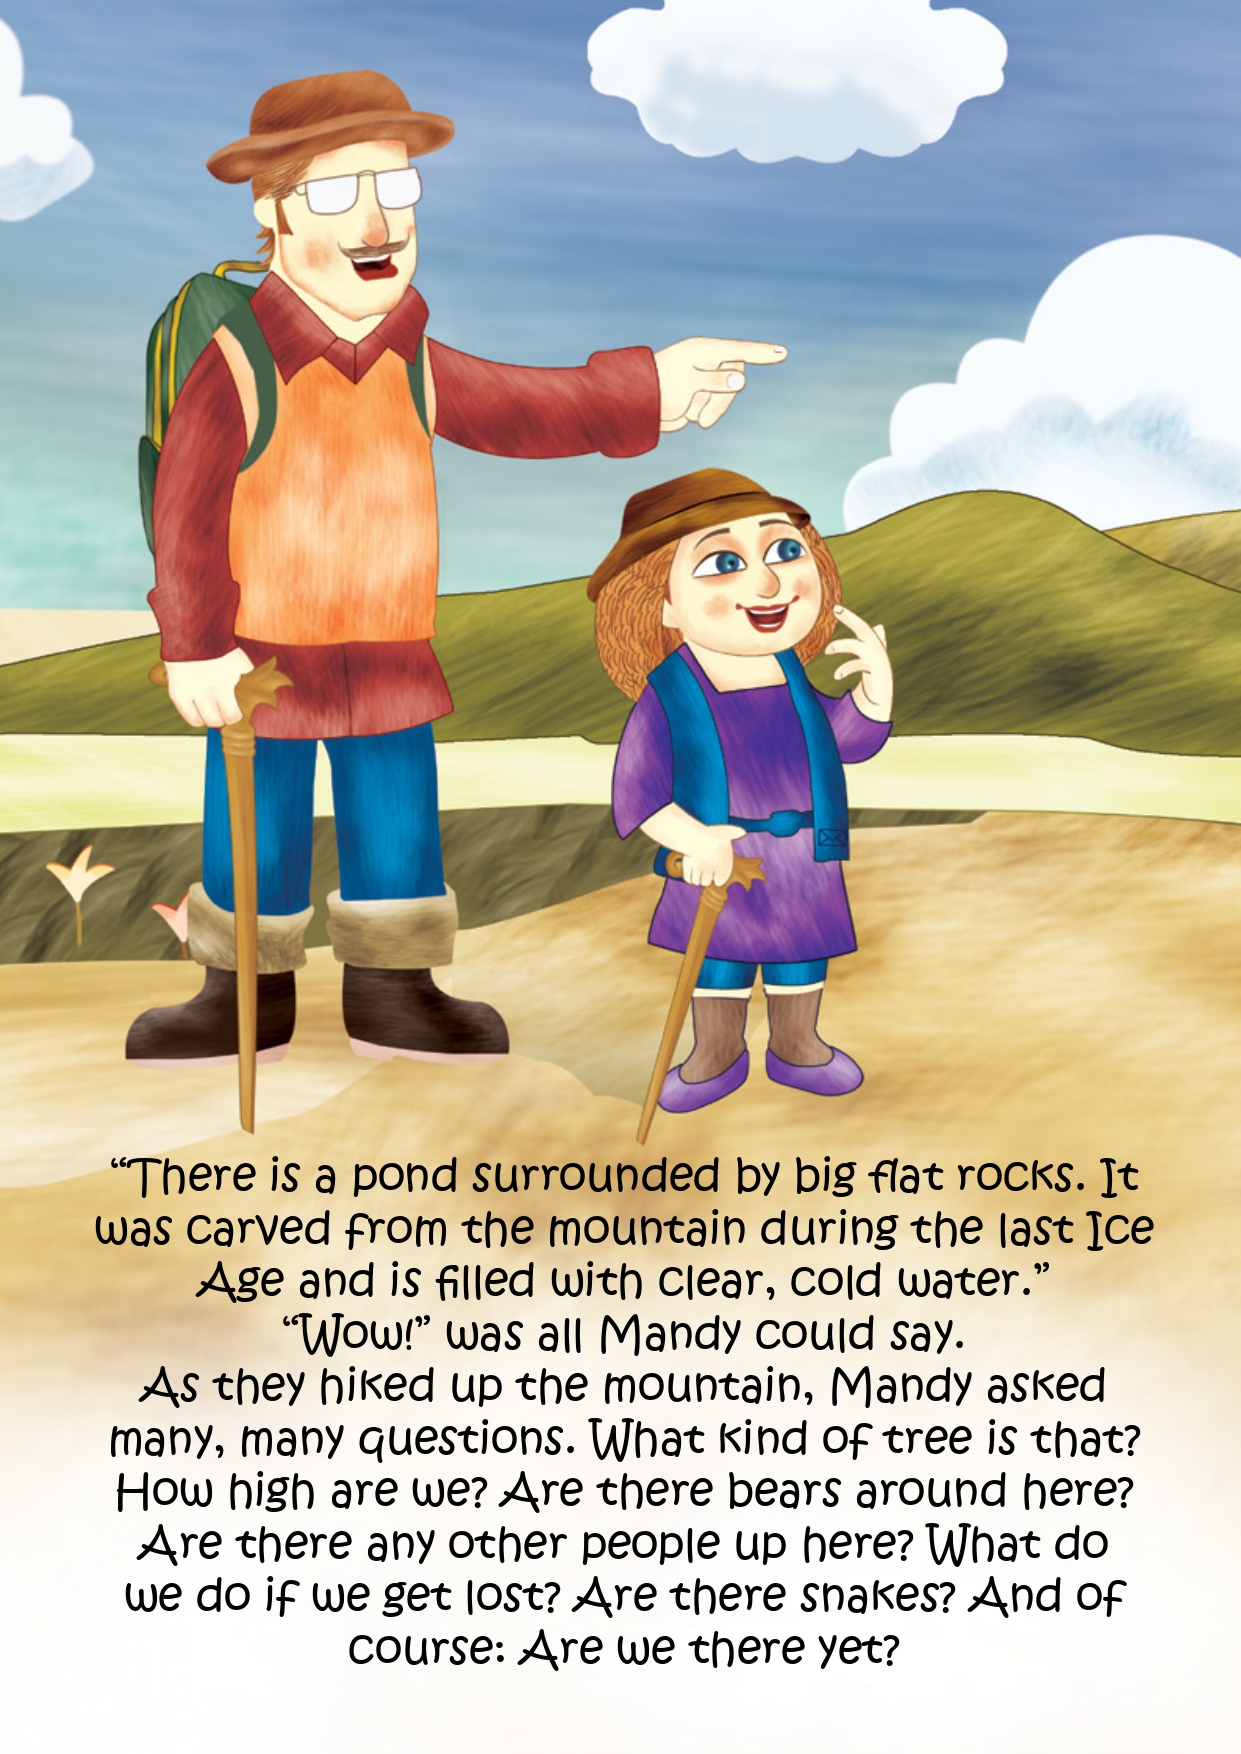 “There is a pond surrounded by big flat rocks. It
was carved from the mountain during the last Ice
Age and is filled with clear, cold water.”
“Wow!” was all Mandy could say.
As they hiked up the mountain, Mandy asked
many, many questions. What kind of tree is that?
How high are we? Are there bears around here?
Are there any other people up here? What do
we do if we get lost? Are there snakes? And of
course: Are we there yet?